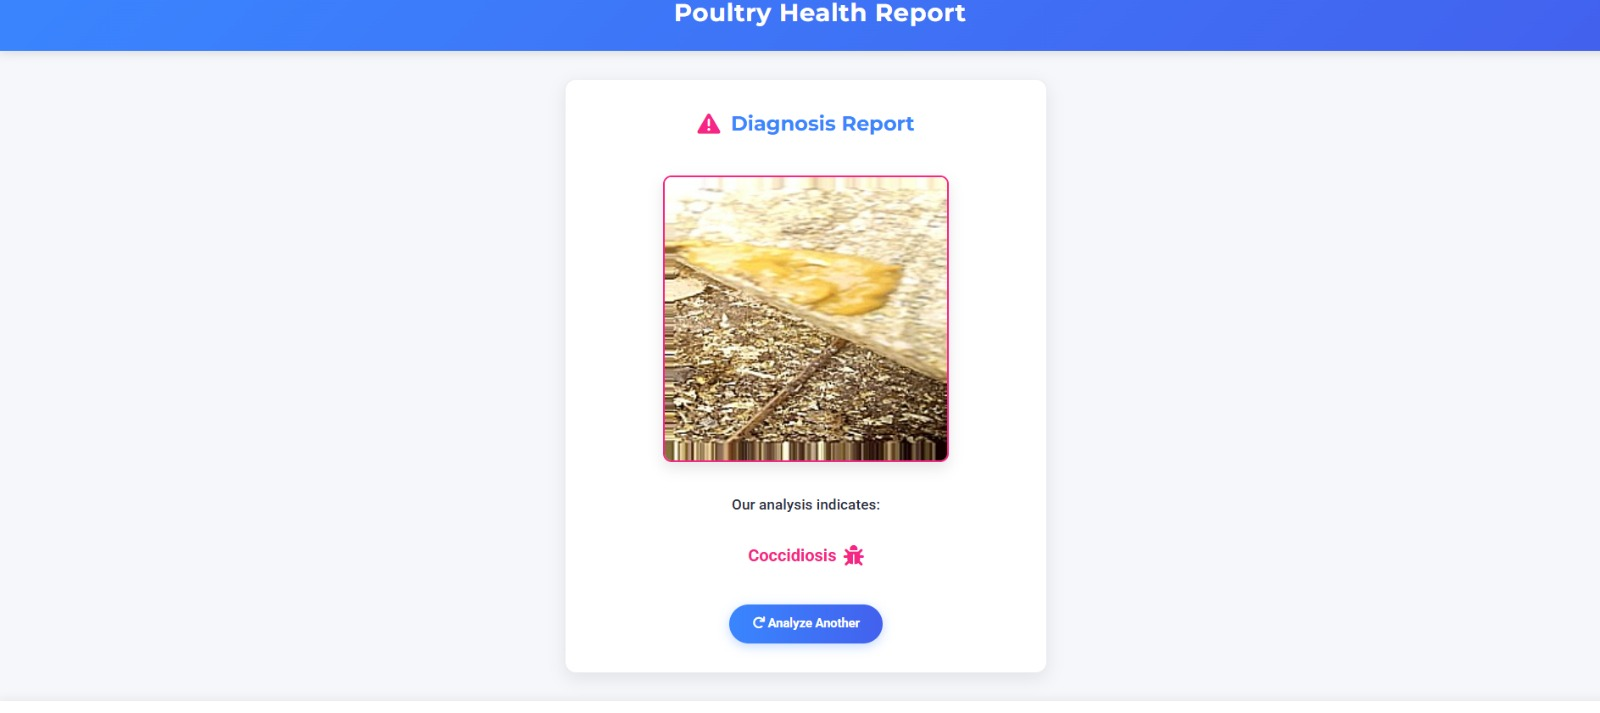 Poultry Health Report
Diagnosis Report
Our analysis indicates:
Coccidiosis
Analyze Another